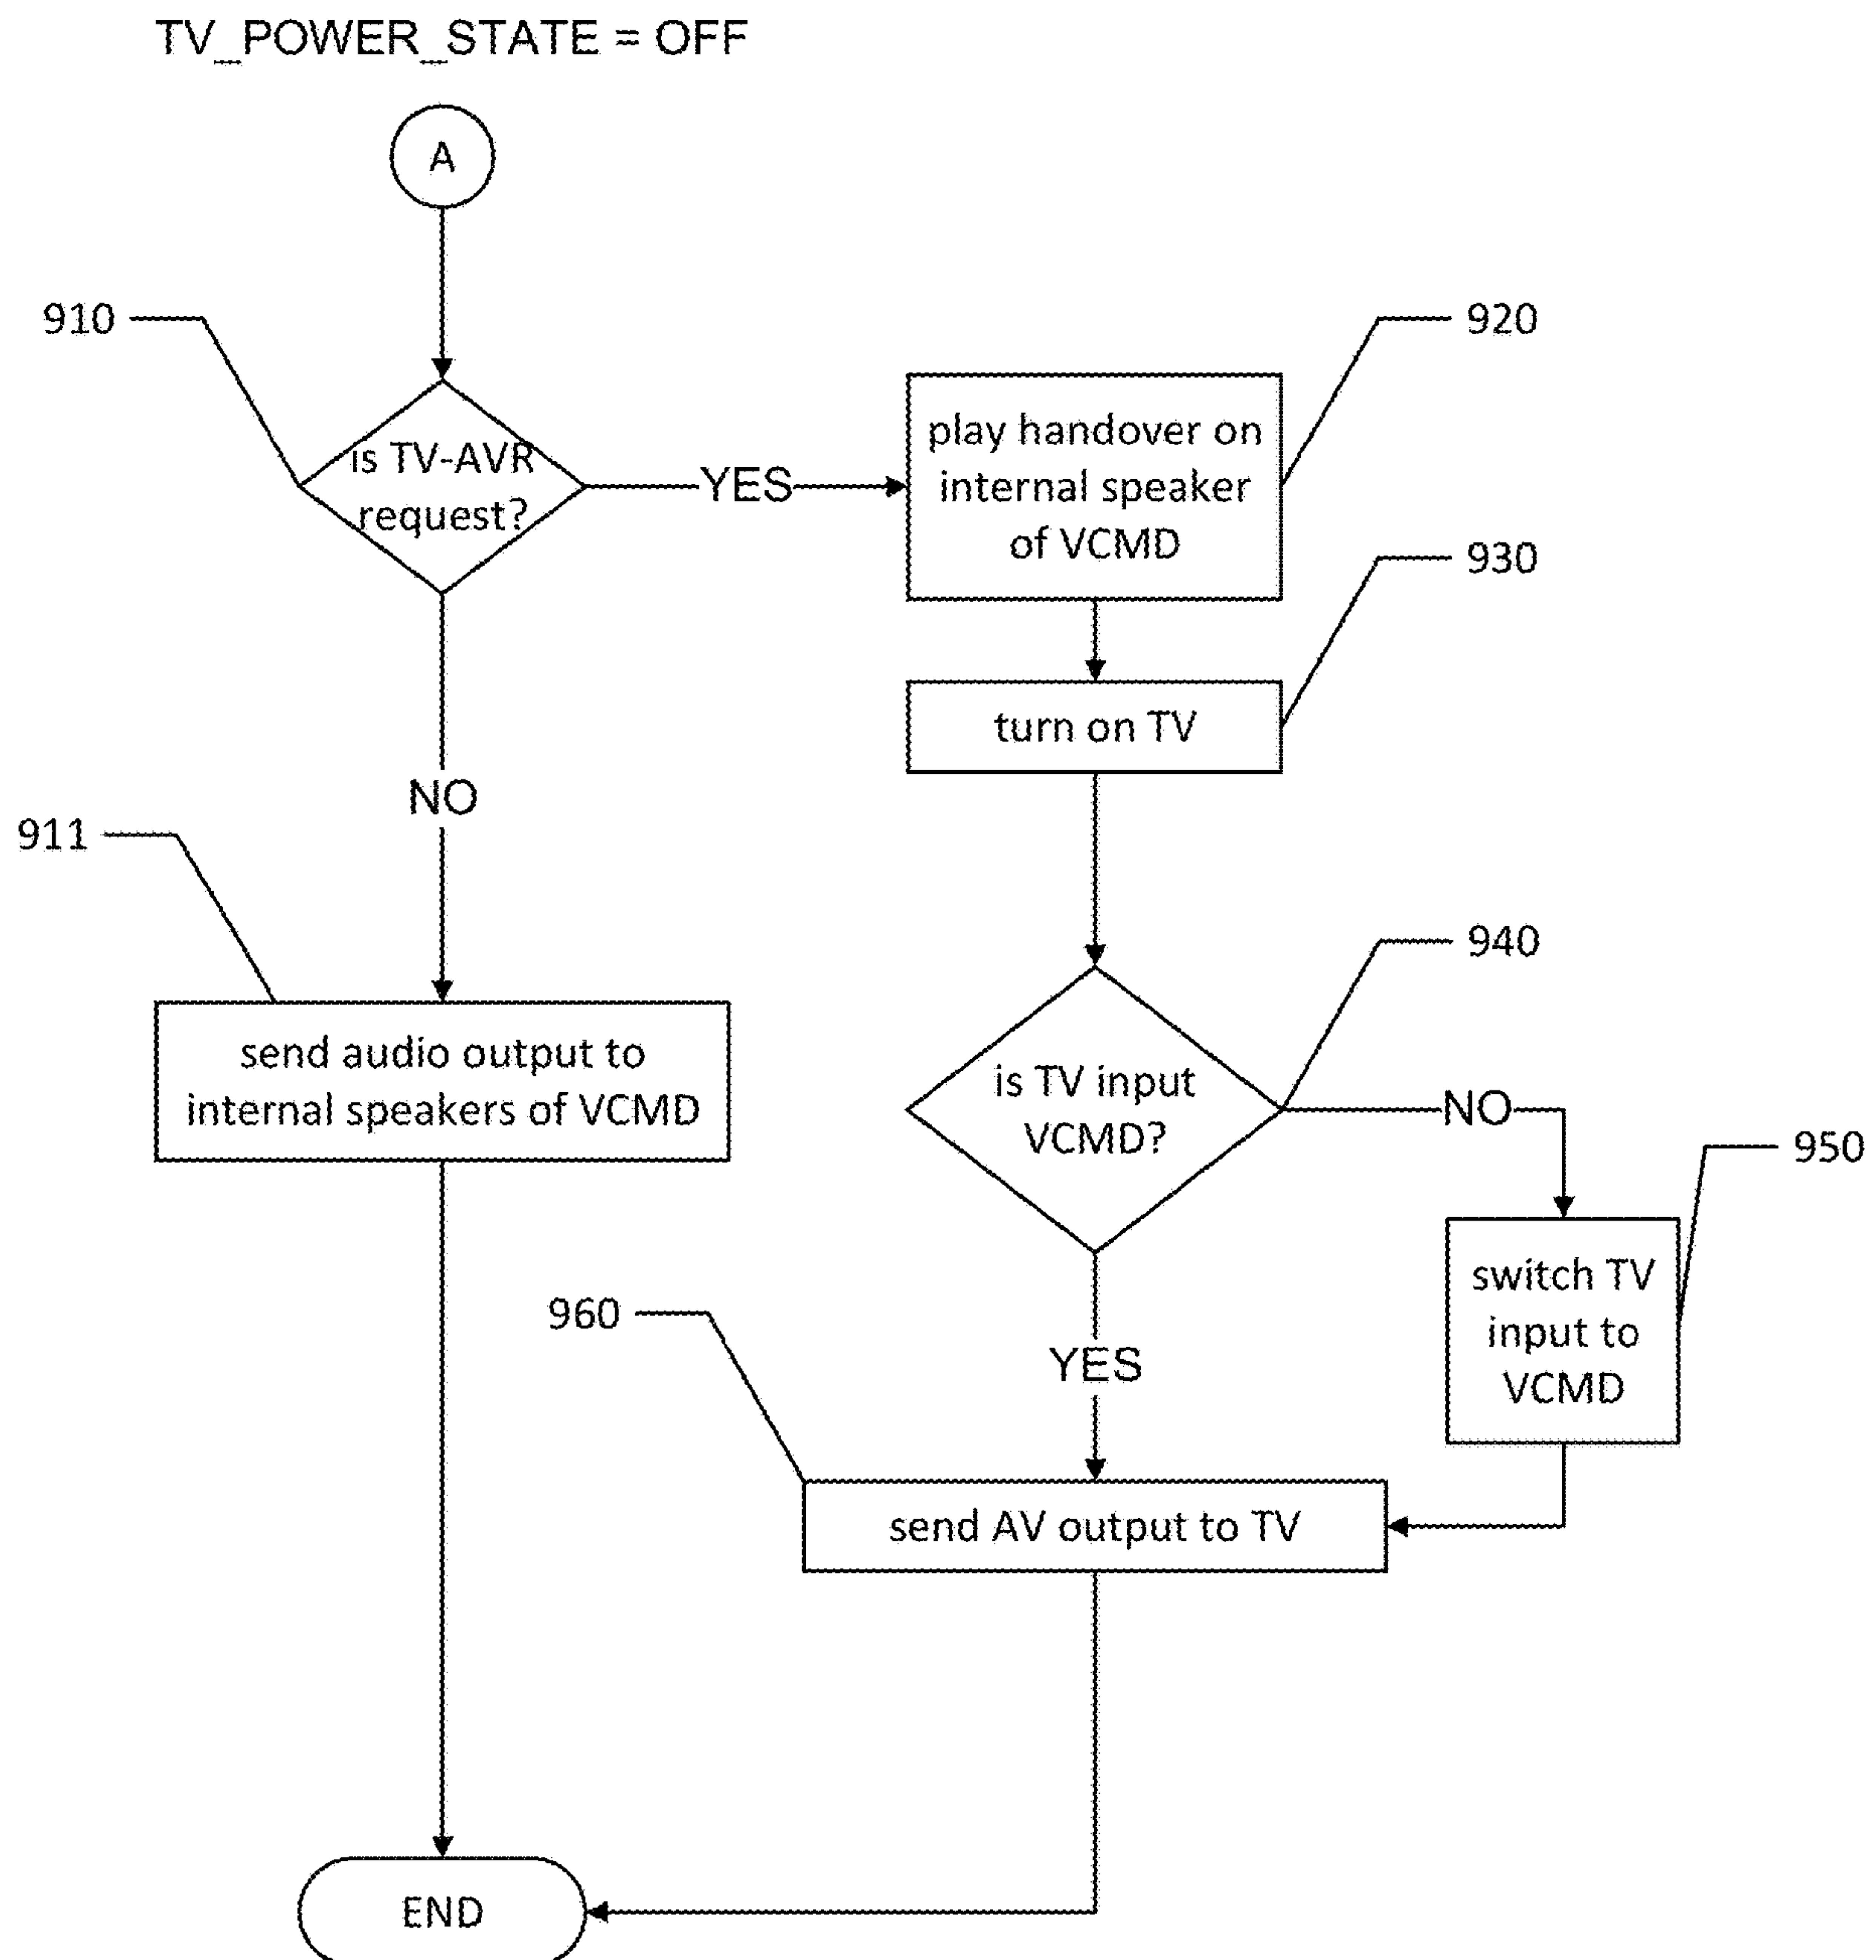 TV_POWER_STATE = OFF
A
910
is TV-AVR
request?
YES
920
play handover on
internal speaker
of VCMD
930
turn on TV
NO
911
send audio output to
internal speakers of VCMD
940
is TV input
VCMD?
NO
950
switch TV
input to
VCMD
YES
960
send AV output to TV
END